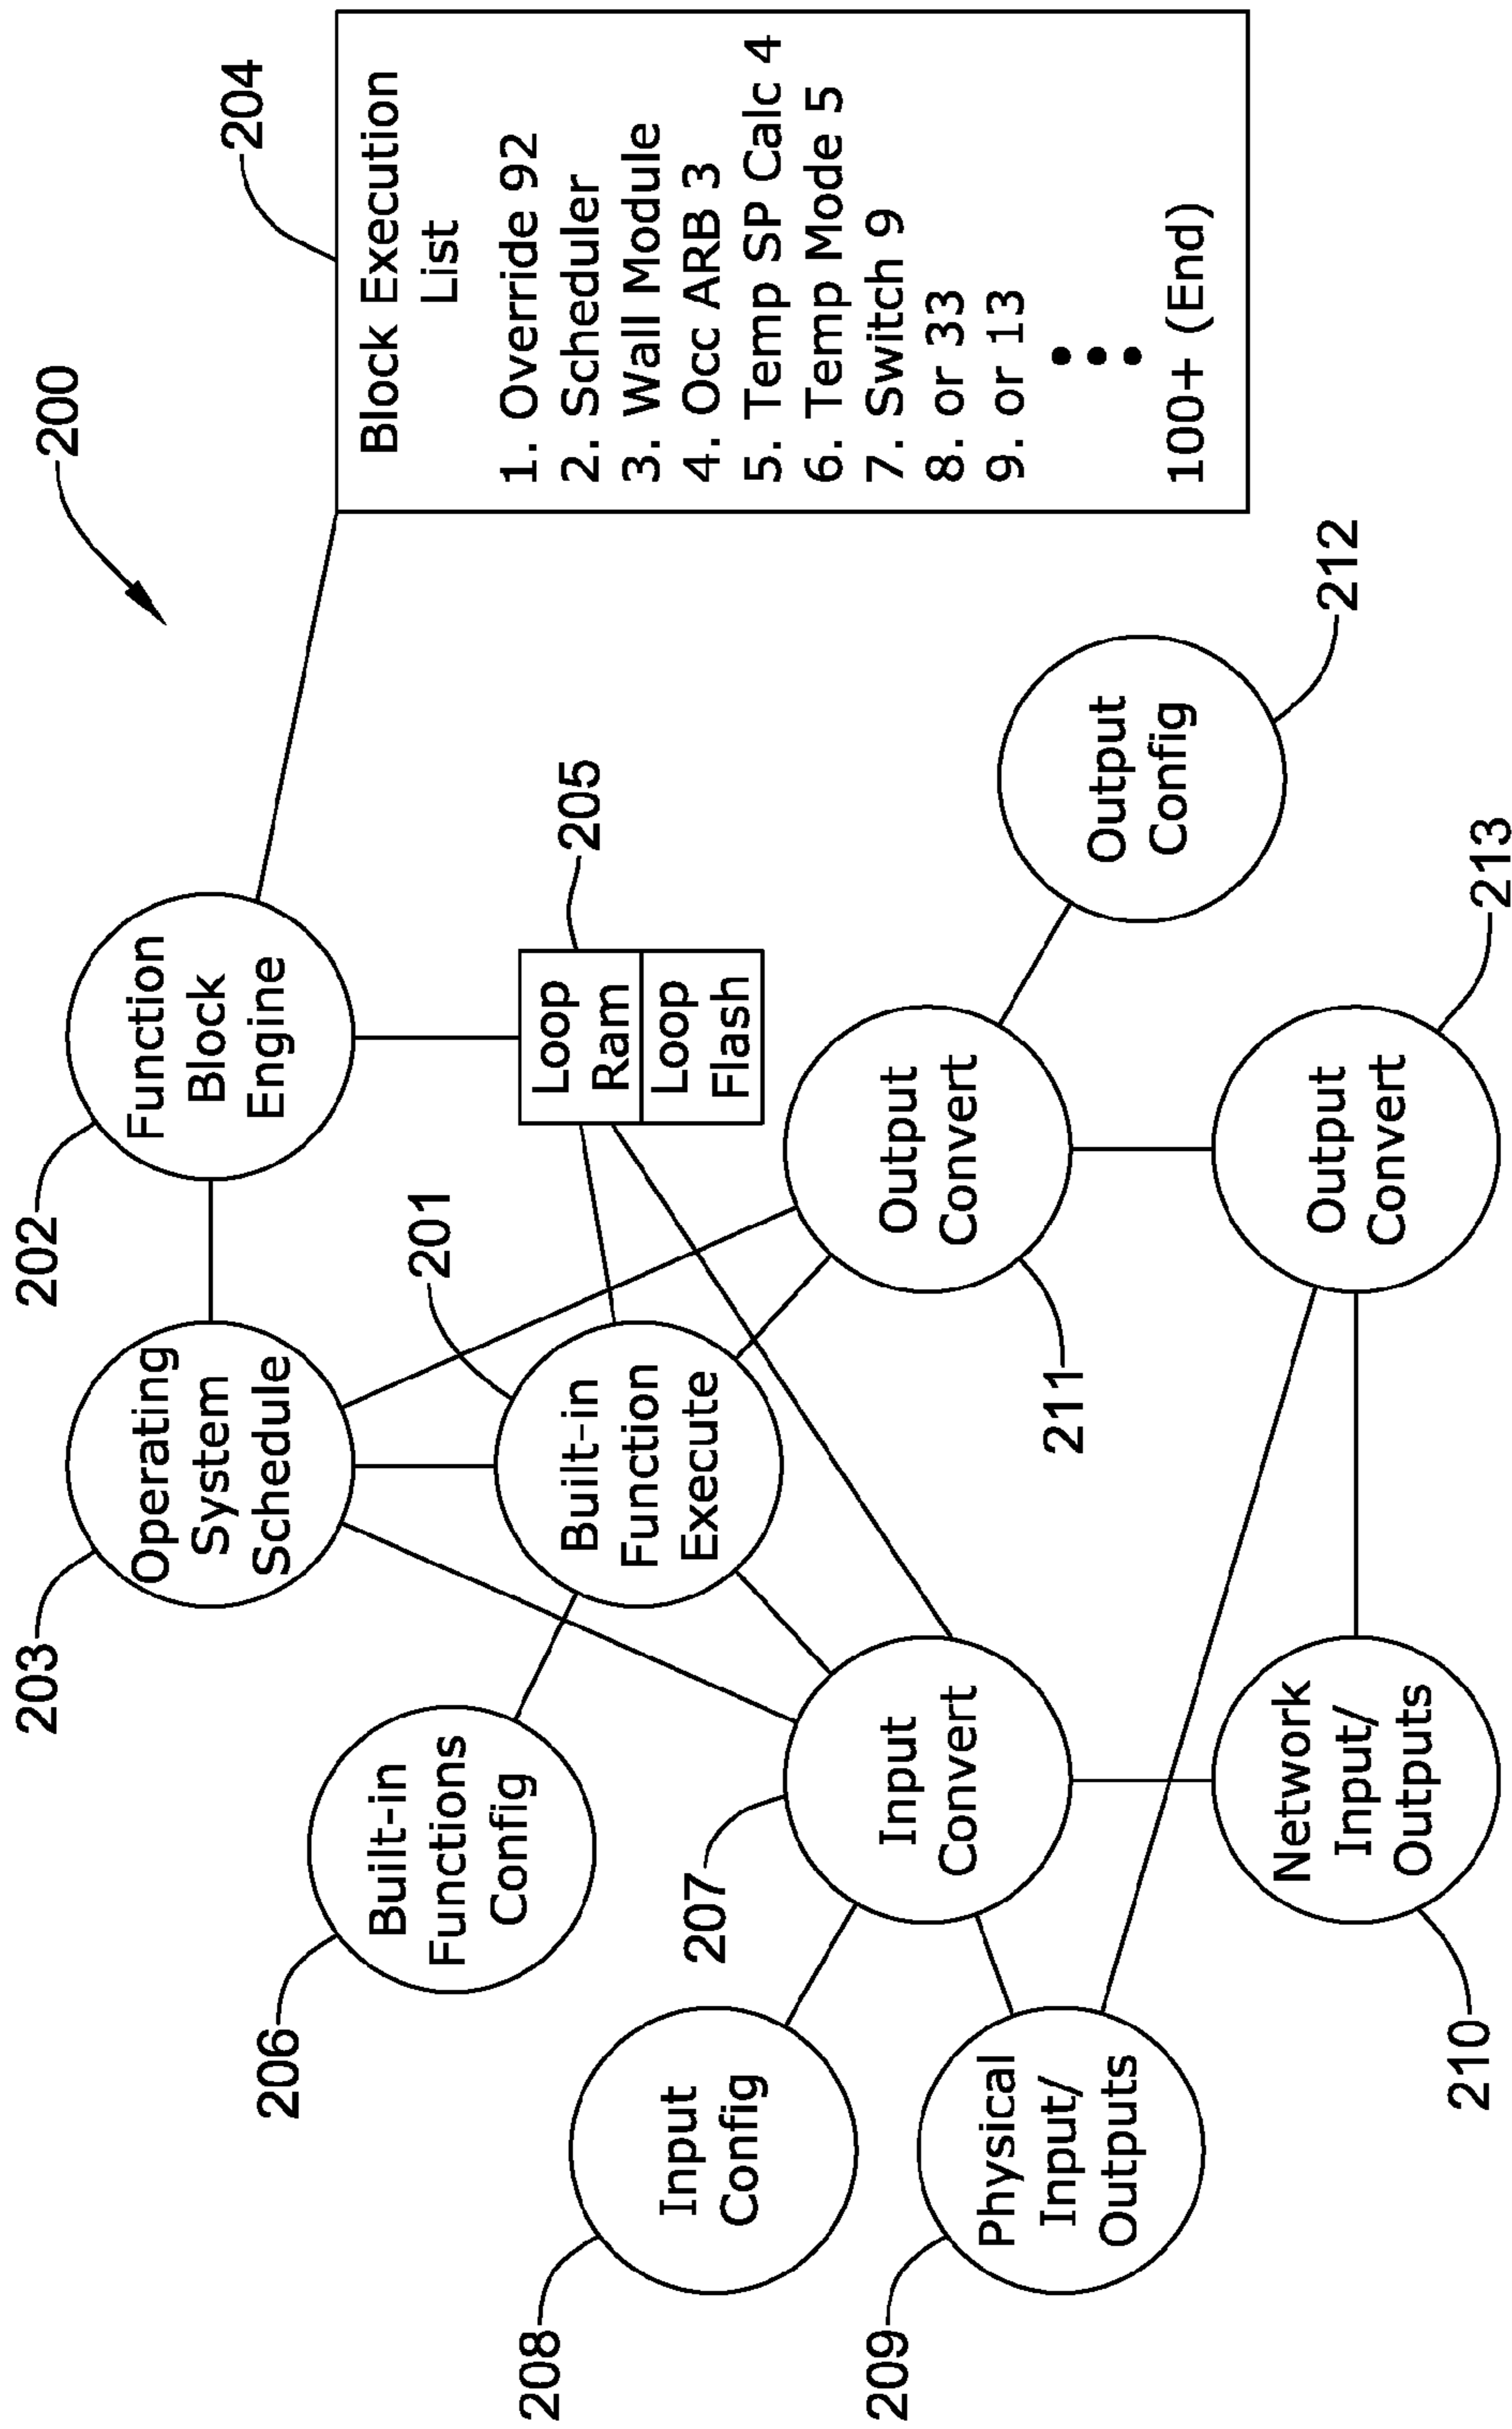 200
204
Block Execution
List
1. Override 92
2. Scheduler
3. Wall Module
4. Occ ARB 3
5. Temp SP Calc 4
6. Temp Mode 5
7. Switch 9
8. or 33
9. or 13
100+ (End)
203
Operating
System
Schedule
202
Function
Block
Engine
206
Built-in
Functions
Config
201
Built-in
Function
Execute
Loop
Ram
Loop
Flash
205
208
Input
Config
207
Input
Convert
Output
Convert
211
Output
Config
212
209
Physical
Input/
Outputs
210
Network
Input/
Outputs
Output
Convert
213